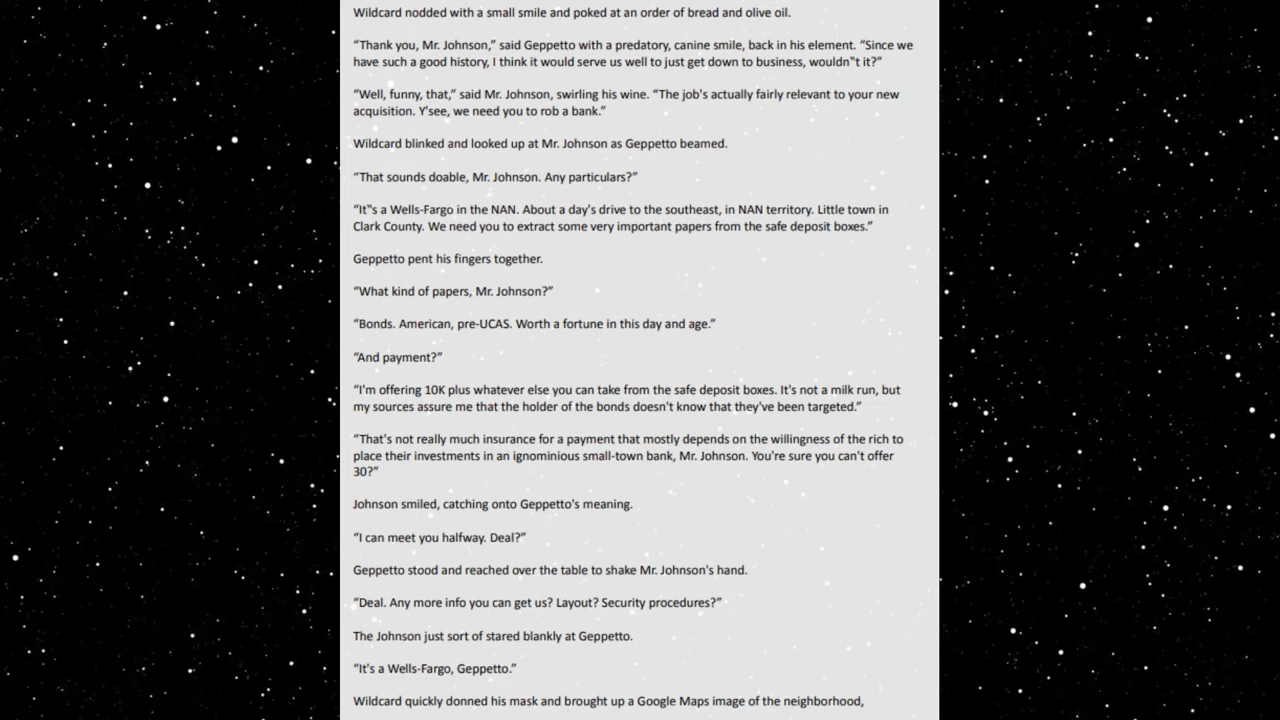 Wildcard nodded with a small smile and poked at an order of bread and olive oil.
“Thank you, Mr. Johnson,” said Geppetto with a predatory, canine smile, back in his element. “Since we
have such a good history, I think it would serve us well to just get down to business, wouldn‟t it?”
“Well, funny, that,” said Mr. Johnson, swirling his wine. “The job's actually fairly relevant to your new
acquisition. Y'see, we need you to rob a bank.”
Wildcard blinked and looked up at Mr. Johnson as Geppetto beamed.
“That sounds doable, Mr. Johnson. Any particulars?”
“It‟s a Wells-Fargo in the NAN. About a day's drive to the southeast, in NAN territory. Little town in
Clark County. We need you to extract some very important papers from the safe deposit boxes.”
Geppetto pent his fingers together.
“What kind of papers, Mr. Johnson?”
“Bonds. American, pre-UCAS. Worth a fortune in this day and age.”
“And payment?”
“I'm offering 10K plus whatever else you can take from the safe deposit boxes. It's not a milk run, but
my sources assure me that the holder of the bonds doesn't know that they've been targeted.”
“That's not really much insurance for a payment that mostly depends on the willingness of the rich to
place their investments in an ignominious small-town bank, Mr. Johnson. You're sure you can't offer
30?”
Johnson smiled, catching onto Geppetto's meaning.
“I can meet you halfway. Deal?”
Geppetto stood and reached over the table to shake Mr. Johnson's hand.
“Deal. Any more info you can get us? Layout? Security procedures?”
The Johnson just sort of stared blankly at Geppetto.
“It's a Wells-Fargo, Geppetto.”
Wildcard quickly donned his mask and brought up a Google Maps image of the neighborhood,